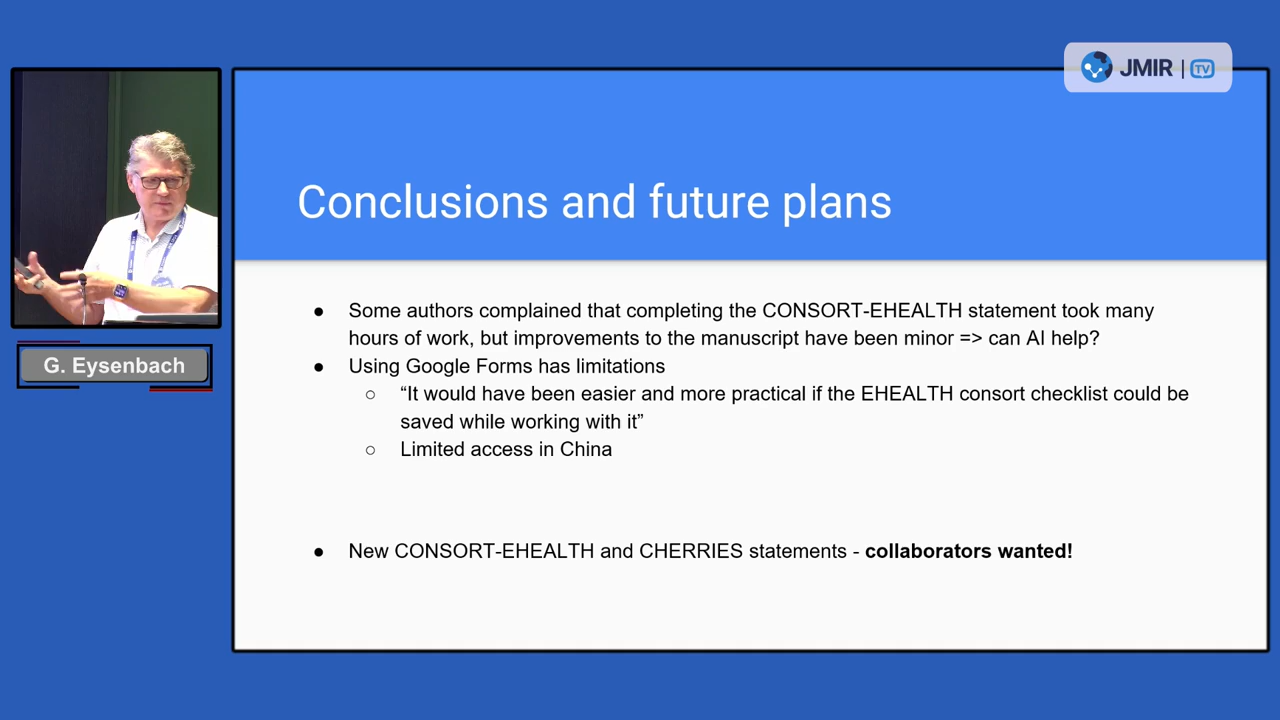 JMIR | TV
Conclusions and future plans
● Some authors complained that completing the CONSORT-EHEALTH statement took many
hours of work, but improvements to the manuscript have been minor => can AI help?
● Using Google Forms has limitations
○ “It would have been easier and more practical if the EHEALTH consort checklist could be
saved while working with it”
○ Limited access in China
● New CONSORT-EHEALTH and CHERRIES statements - collaborators wanted!
G. Eysenbach